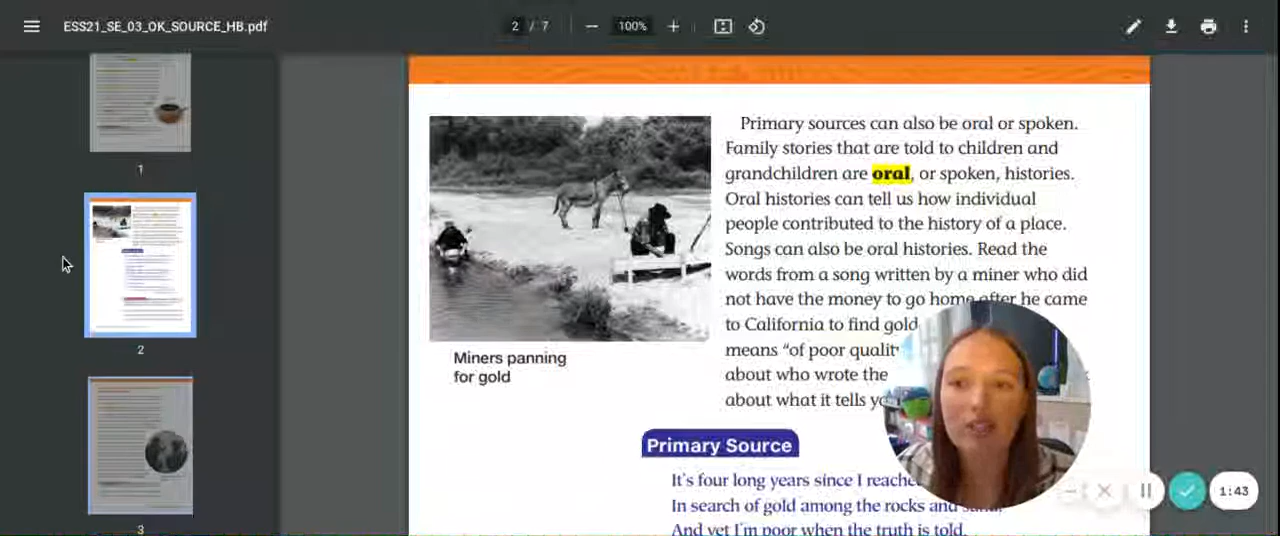 ESS21_SE_03_OK_SOURCE_HB.pdf
2 / 7
100%
1
2
3
Miners panning
for gold
Primary sources can also be oral or spoken.
Family stories that are told to children and
grandchildren are oral, or spoken, histories.
Oral histories can tell us how individual
people contributed to the history of a place.
Songs can also be oral histories. Read the
words from a song written by a miner who did
not have the money to go home after he came
to California to find gold
means “of poor
about who wrote the
about what it tells
Primary Source
It's four long years since I
In search of gold among the rocks and
And yet I'm poor when the truth is told.
1:43